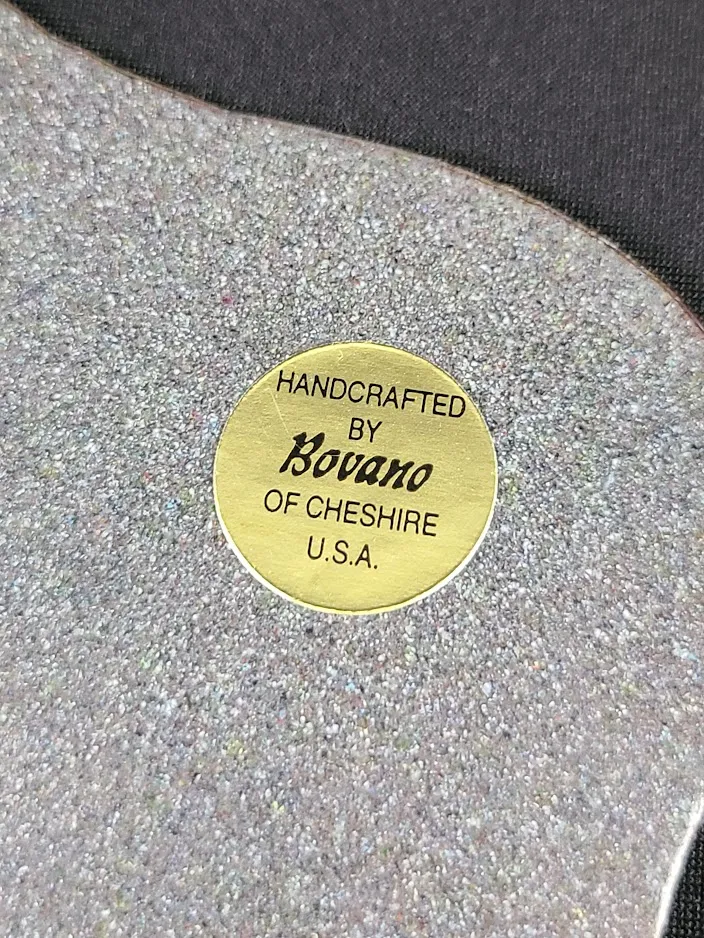 HANDCRAFTED
BY
Bovano
OF CHESHIRE
U.S.A.